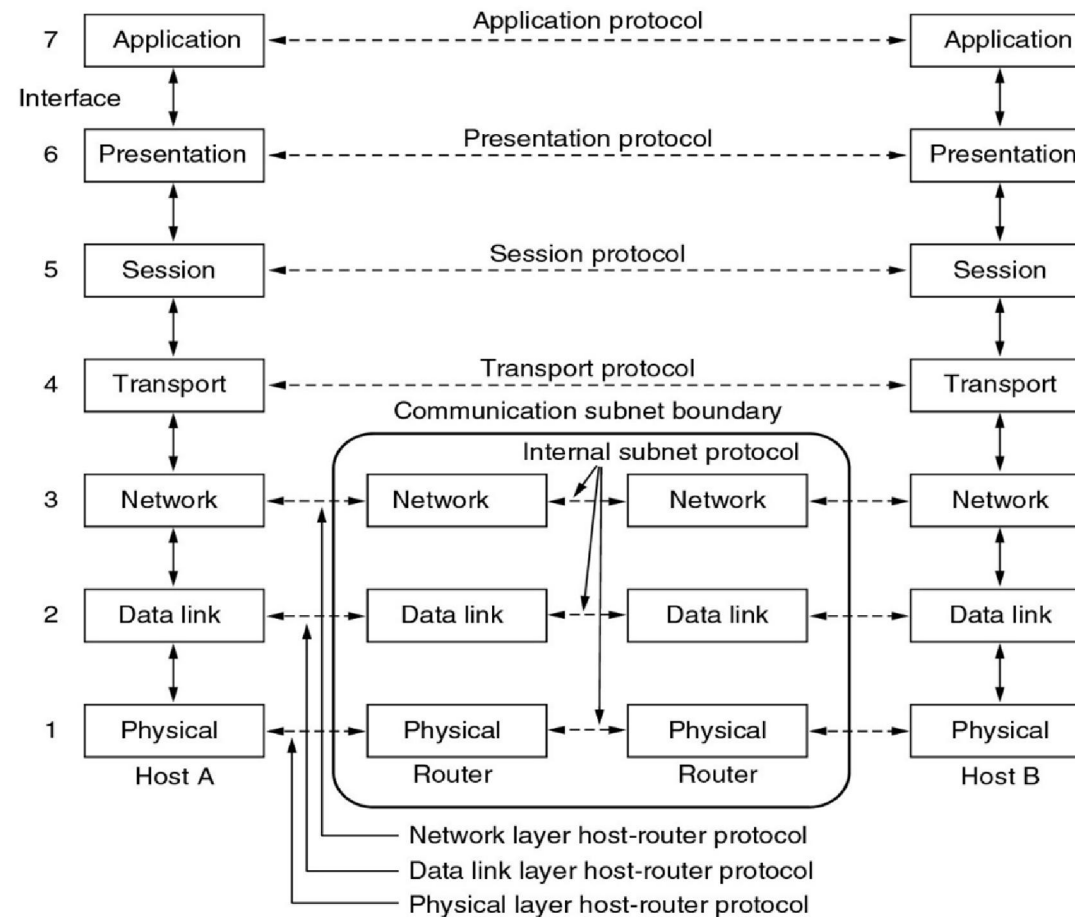 Application protocol
7
Application
Application
Interface
Presentation protocol
6
Presentation
Presentation
Session protocol
5
Session
Session
Transport protocol
4
Transport
Transport
Communication subnet boundary
Internal subnet protocol
3
Network
Network
Network
Network
2
Data link
Data link
Data link
Data link
1
Physical
Physical
Physical
Physical
Host A
Router
Router
Host B
Network layer host-router protocol
Data link layer host-router protocol
Physical layer host-router protocol